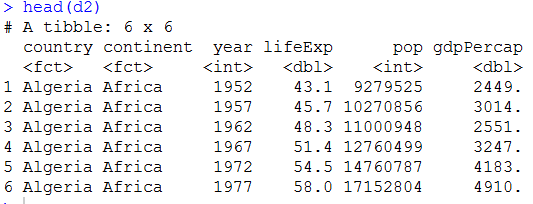 > head(d2)
# A tibble: 6 x 6
  country continent  year lifeExp      pop gdpPercap
  <fct>   <fct>     <int>   <dbl>    <int>     <dbl>
1 Algeria Africa     1952    43.1  9279525     2449.
2 Algeria Africa     1957    45.7 10270856     3014.
3 Algeria Africa     1962    48.3 11000948     2551.
4 Algeria Africa     1967    51.4 12760499     3247.
5 Algeria Africa     1972    54.5 14760787     4183.
6 Algeria Africa     1977    58.0 17152804     4910.